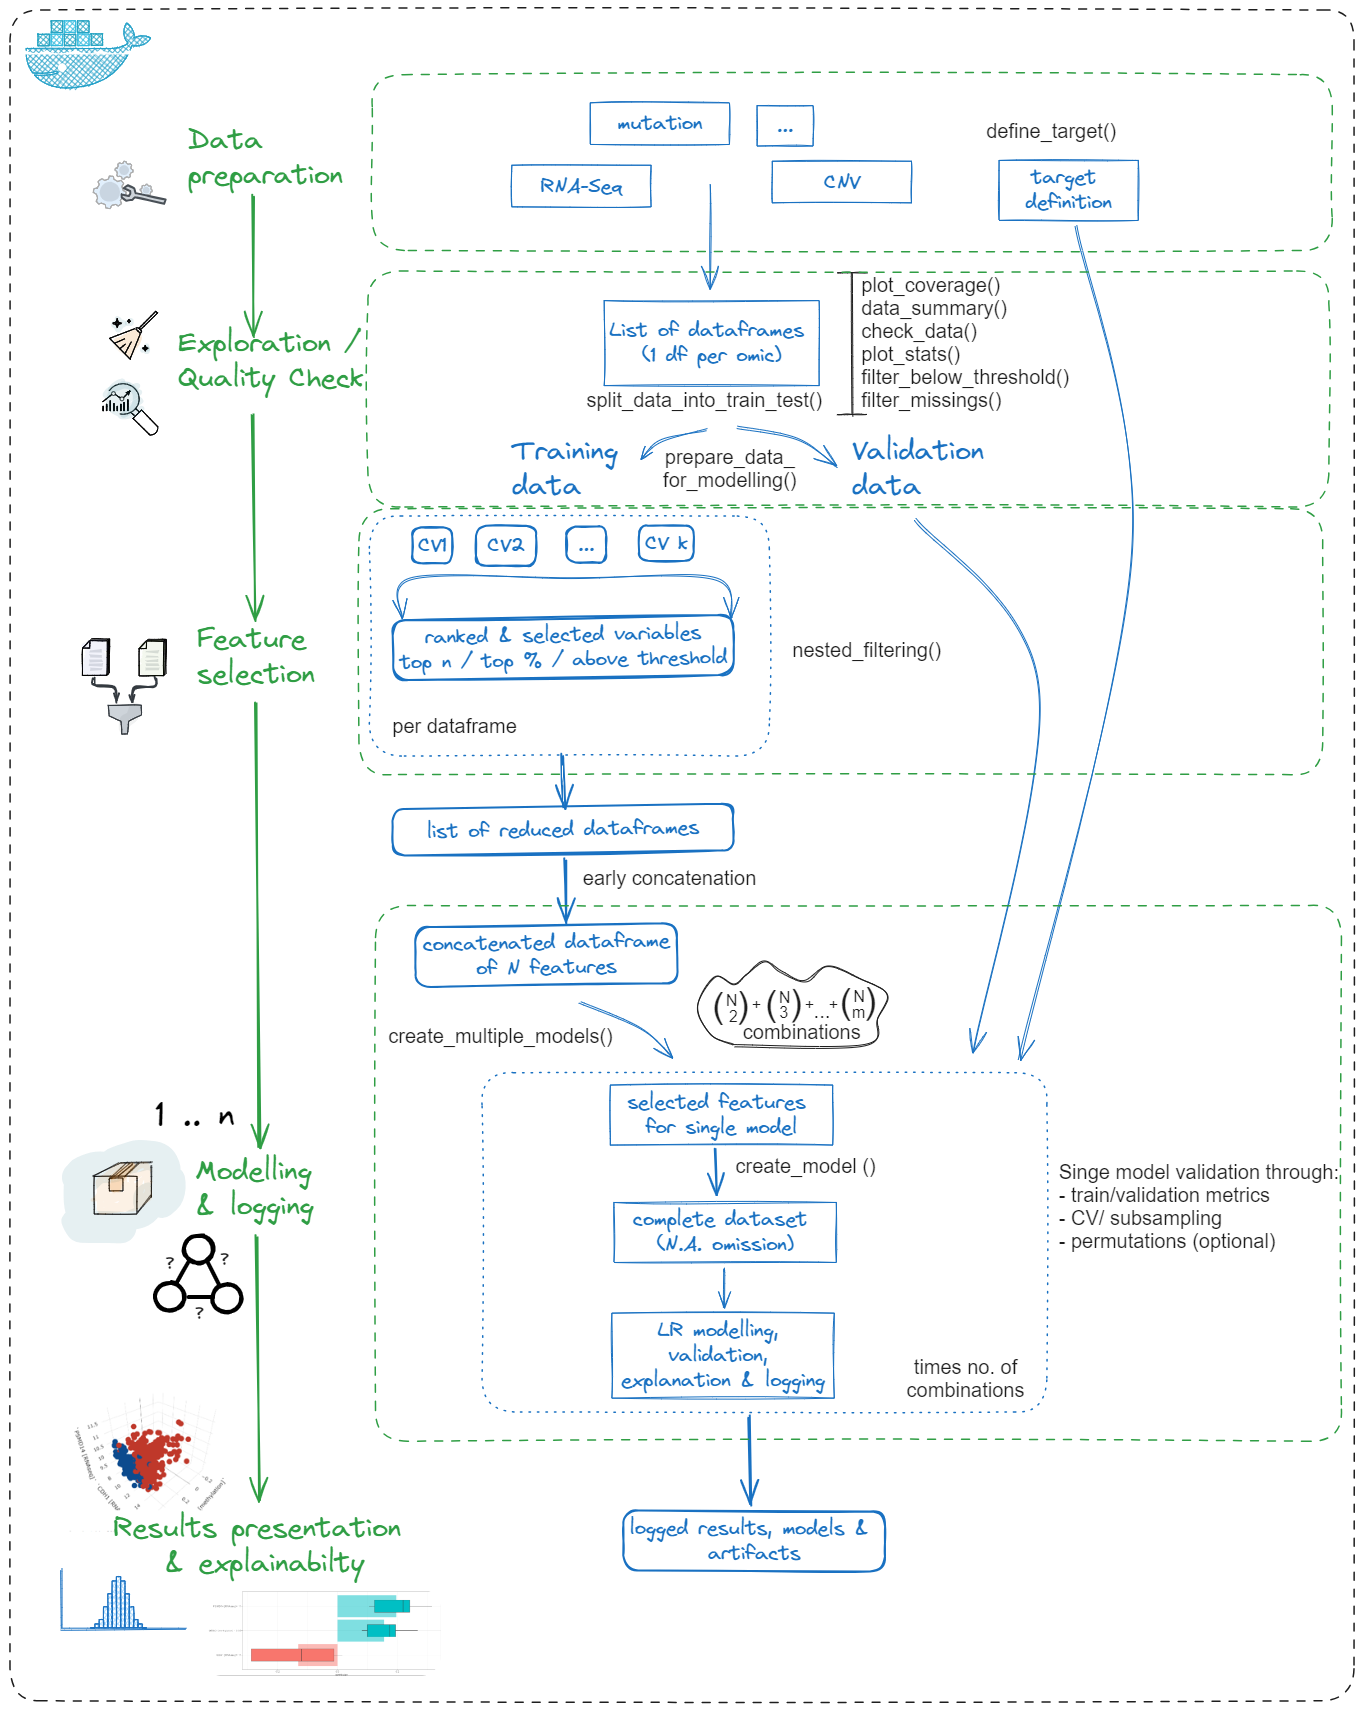 Data
preparation
mutation
...
RNA-Seq
CNV
define_target()
target
definition
Exploration /
Quality Check
List of dataframes
(1 df per omic)
plot_coverage()
data_summary()
check_data()
plot_stats()
filter_below_threshold()
filter_missings()
split_data_into_train_test()
Training
data
prepare_data_
for_modelling()
Validation
data
CV1
CV2
...
CV k
Feature
selection
ranked & selected variables
top n / top % / above threshold
nested_filtering()
per dataframe
list of reduced dataframes
early concatenation
concatenated dataframe
of N features
create_multiple_models()
(N 2) + (N 3) +...+ (N m)
combinations
1 .. n
Modelling
& logging
? ?
?
selected features
for single model
create_model ()
complete dataset
(N.A. omission)
LR modelling,
validation,
explanation & logging
times no. of
combinations
Singe model validation through:
- train/validation metrics
- CV/ subsampling
- permutations (optional)
11.5
11
10.5
Results presentation
& explainabilty
logged results, models &
artifacts